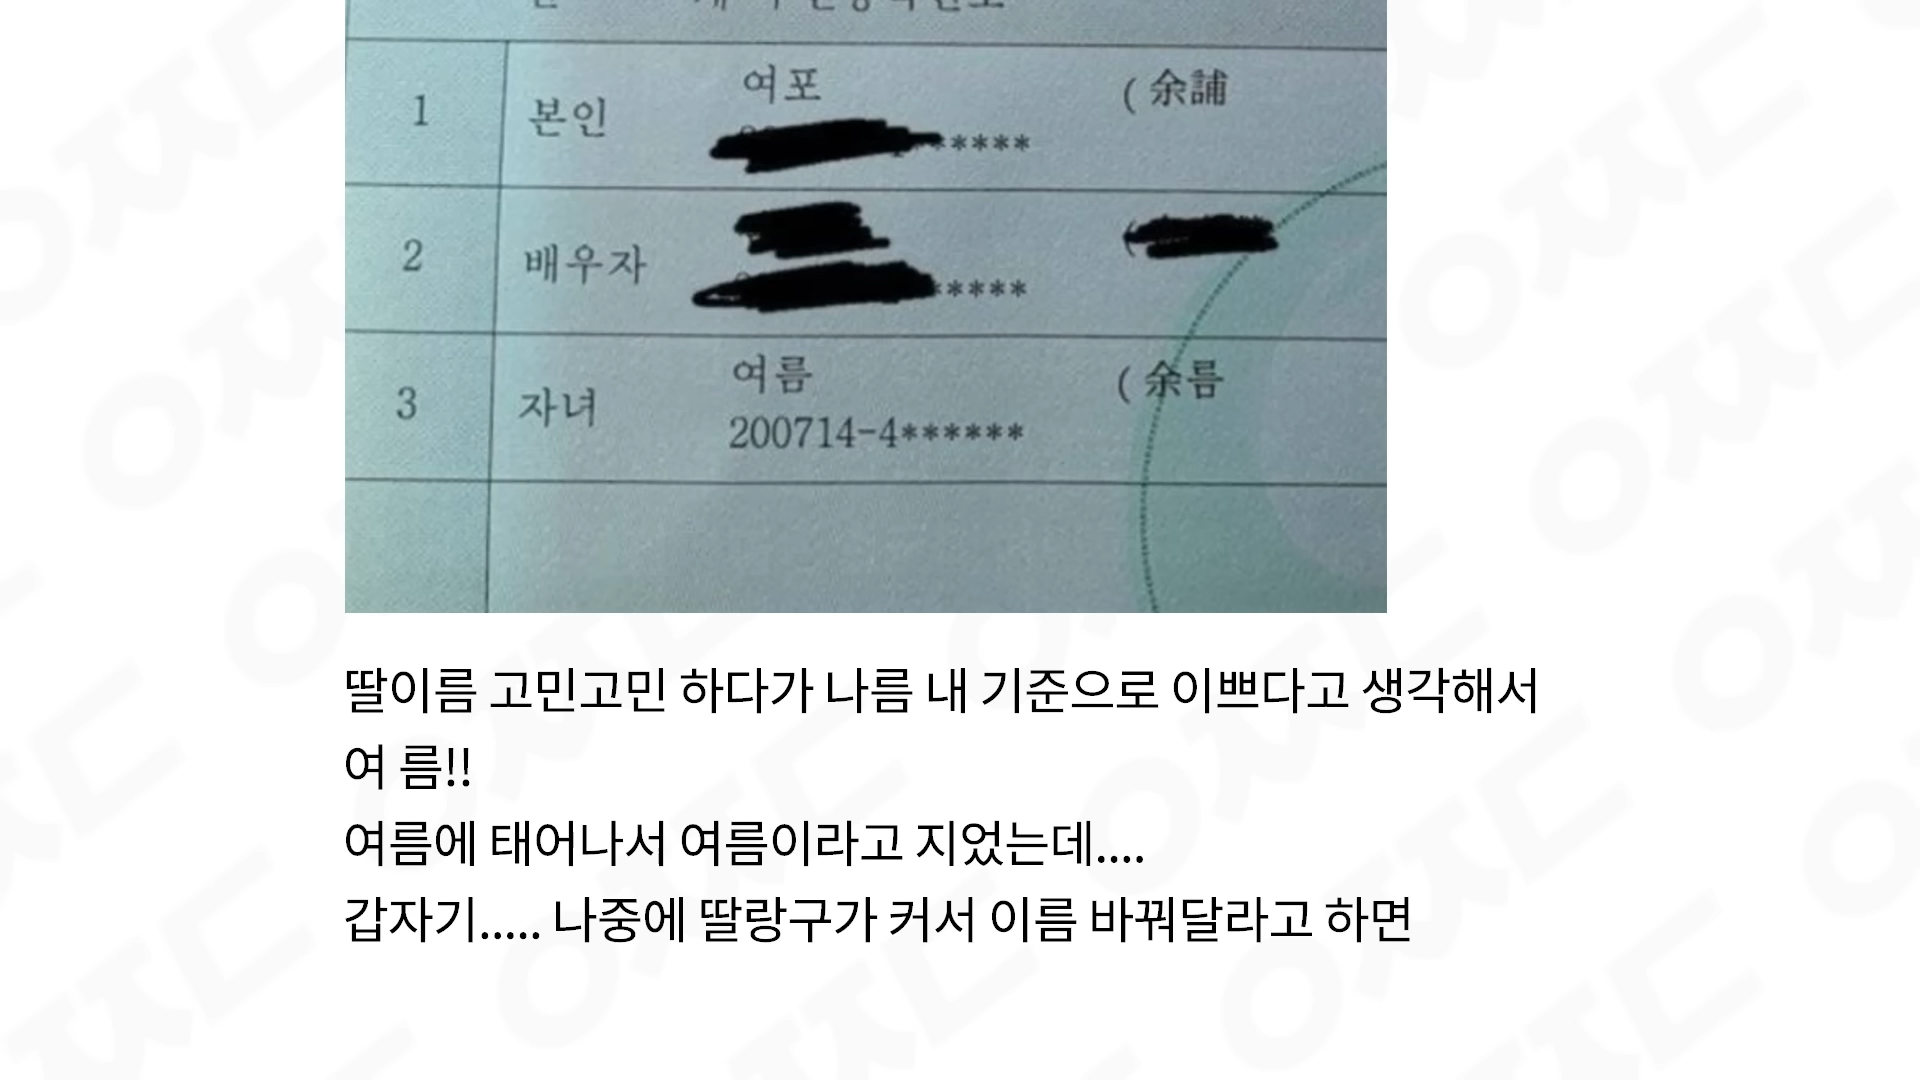 1 본인 여포 ( 余誧
*****
2 배우자 (
*****
3 자녀 여름 ( 余름
200714-4******
딸이름 고민고민 하다가 나름 내 기준으로 이쁘다고 생각해서
여 름!!
여름에 태어나서 여름이라고 지었는데....
갑자기..... 나중에 딸랑구가 커서 이름 바꿔달라고 하면